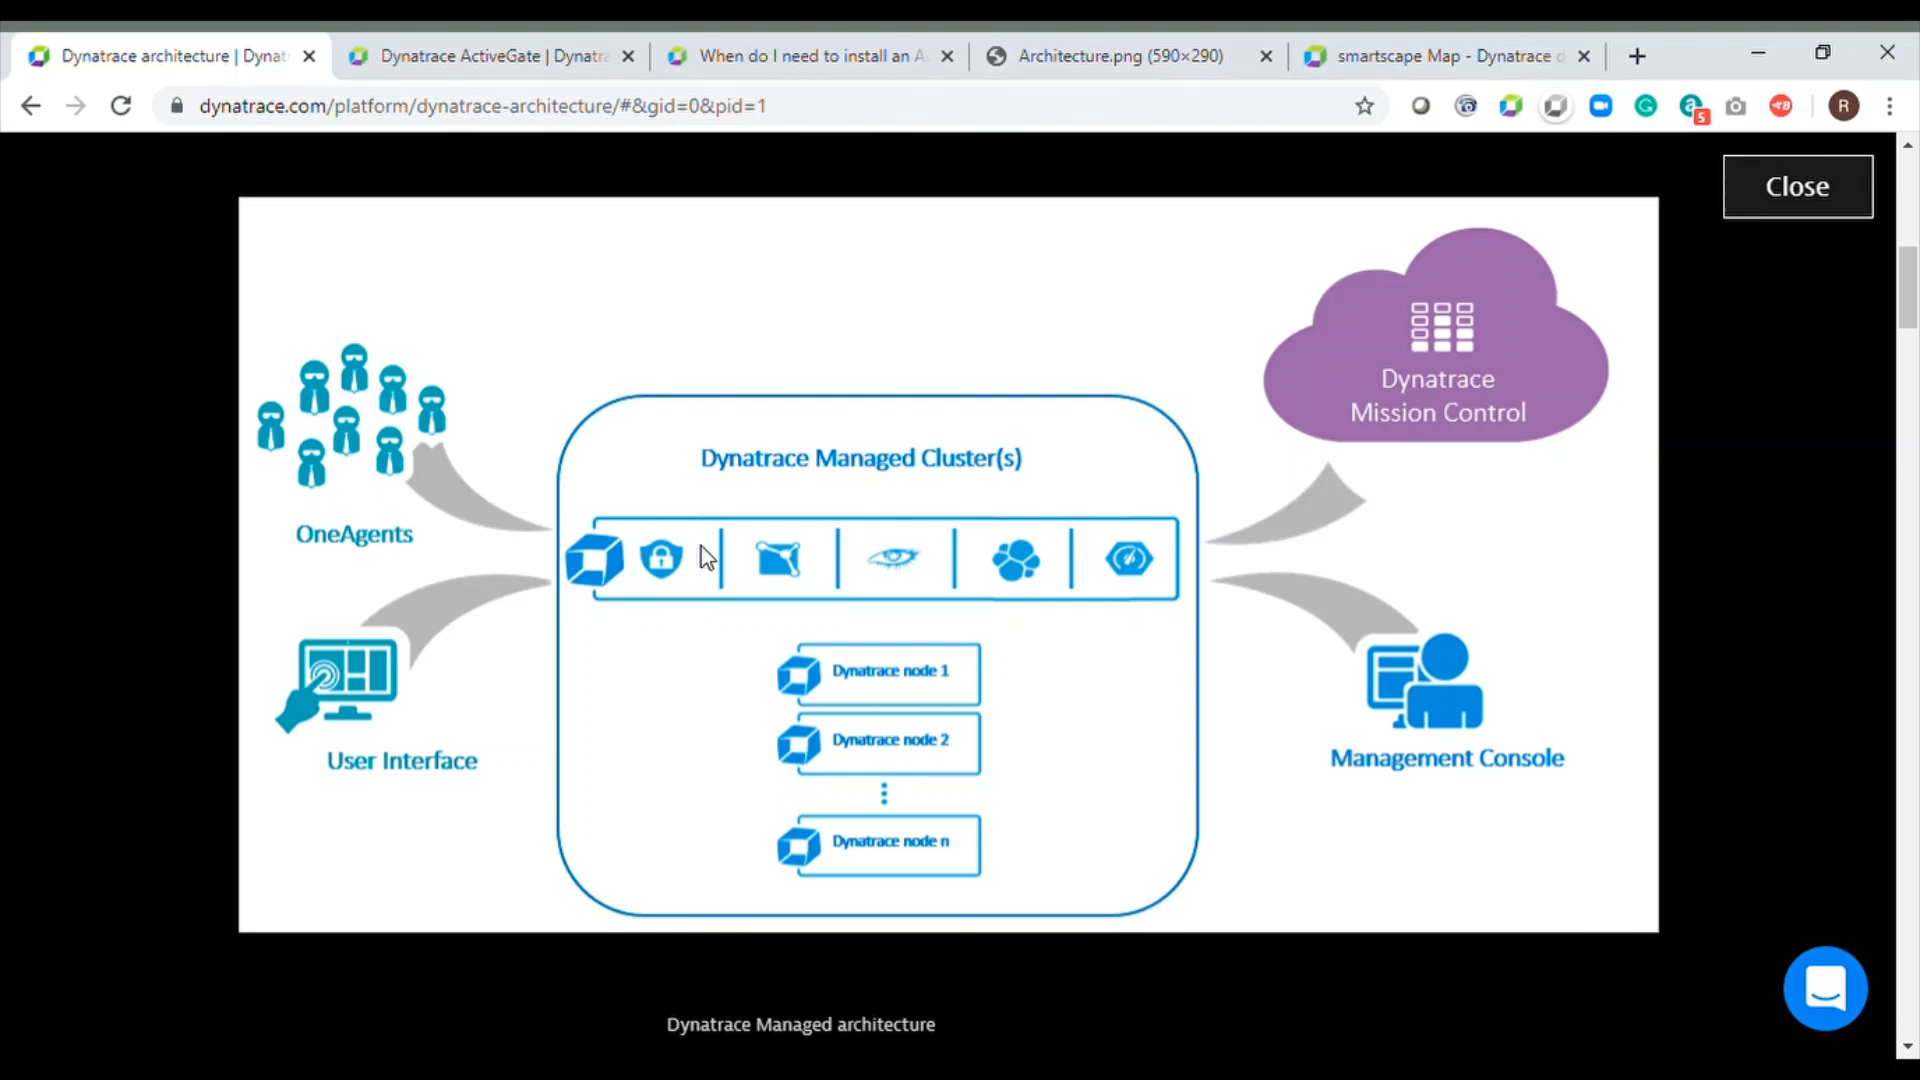 Dynatrace architecture | Dynat
Dynatrace ActiveGate | Dynatra
When do I need to install an A
Architecture.png (590×290)
smartscape Map - Dynatrace d
dynatrace.com/platform/dynatrace-architecture/#&gid=0&pid=1
5
R
Close
Dynatrace
Mission Control
Dynatrace Managed Cluster(s)
OneAgents
Dynatrace node 1
Dynatrace node 2
User Interface
Management Console
Dynatrace node n
Dynatrace Managed architecture